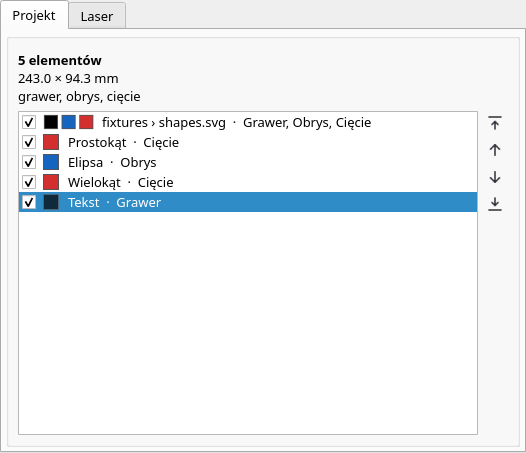 Projekt Laser
5 elementów
243.0 × 94.3 mm
grawer, obrys, cięcie
fixtures › shapes.svg · Grawer, Obrys, Cięcie
Prostokąt · Cięcie
Elipsa · Obrys
Wielokąt · Cięcie
Tekst · Grawer